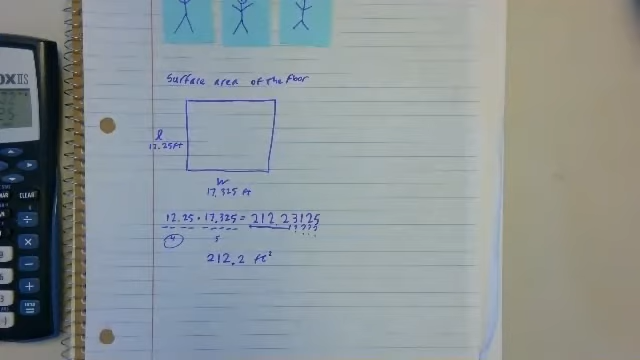 Surface area of the floor
l
12.25ft
w
17.325 ft
12.25 · 17.325 = 212.23125
4 5 ? ? ? ?
212.2 ft²
CLEAR
÷
×
−
+